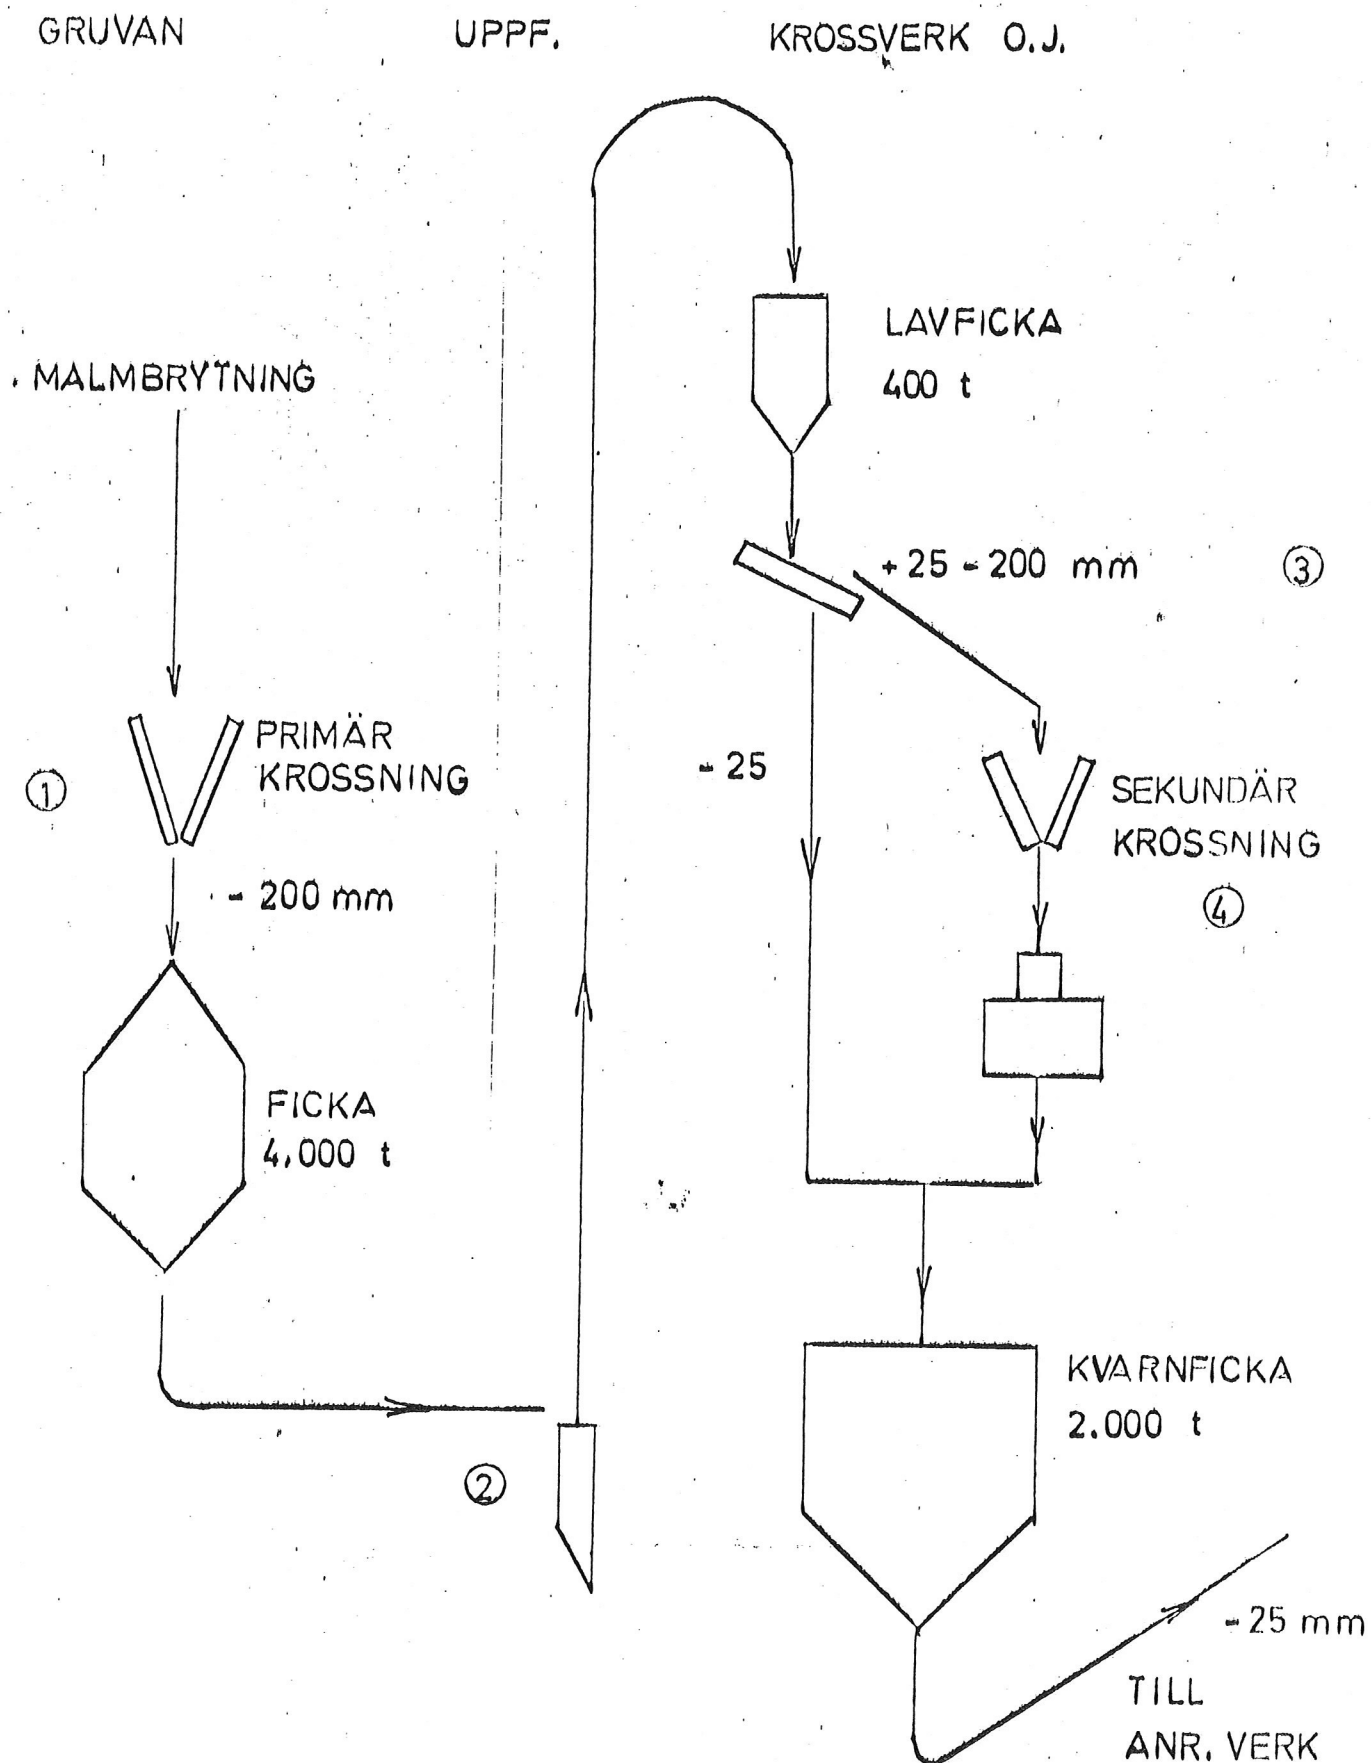 GRUVAN
UPPF.
KROSSVERK O.J.
LAVFICKA
400 t
MALMBRYTNING
+25 - 200 mm
③
PRIMÄR
KROSSNING
①
- 25
SEKUNDÄR
KROSSNING
④
- 200 mm
FICKA
4.000 t
KVARNFICKA
2.000 t
②
- 25 mm
TILL
ANR. VERK